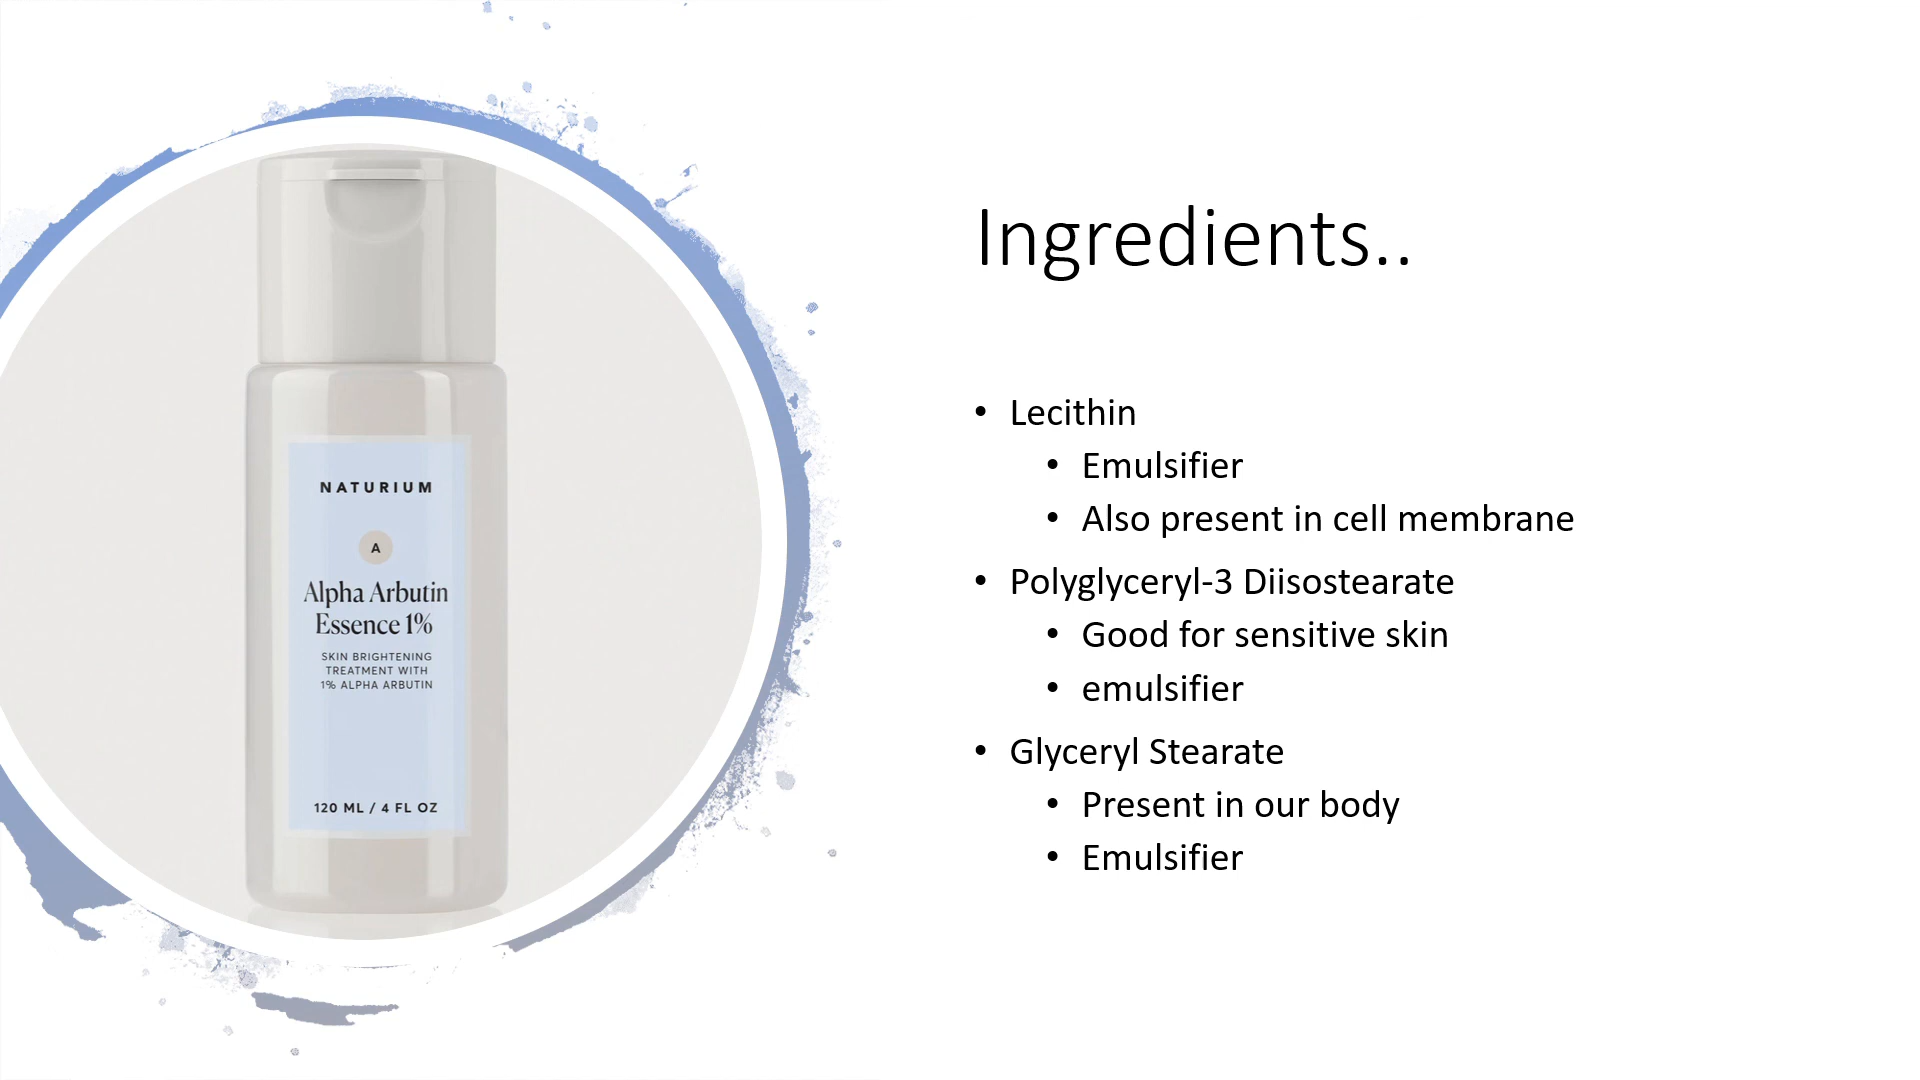 NATURIUM
A
Alpha Arbutin
Essence 1%
SKIN BRIGHTENING
TREATMENT WITH
1% ALPHA ARBUTIN
120 ML / 4 FL OZ
Ingredients..
• Lecithin
• Emulsifier
• Also present in cell membrane
• Polyglyceryl-3 Diisostearate
• Good for sensitive skin
• emulsifier
• Glyceryl Stearate
• Present in our body
• Emulsifier